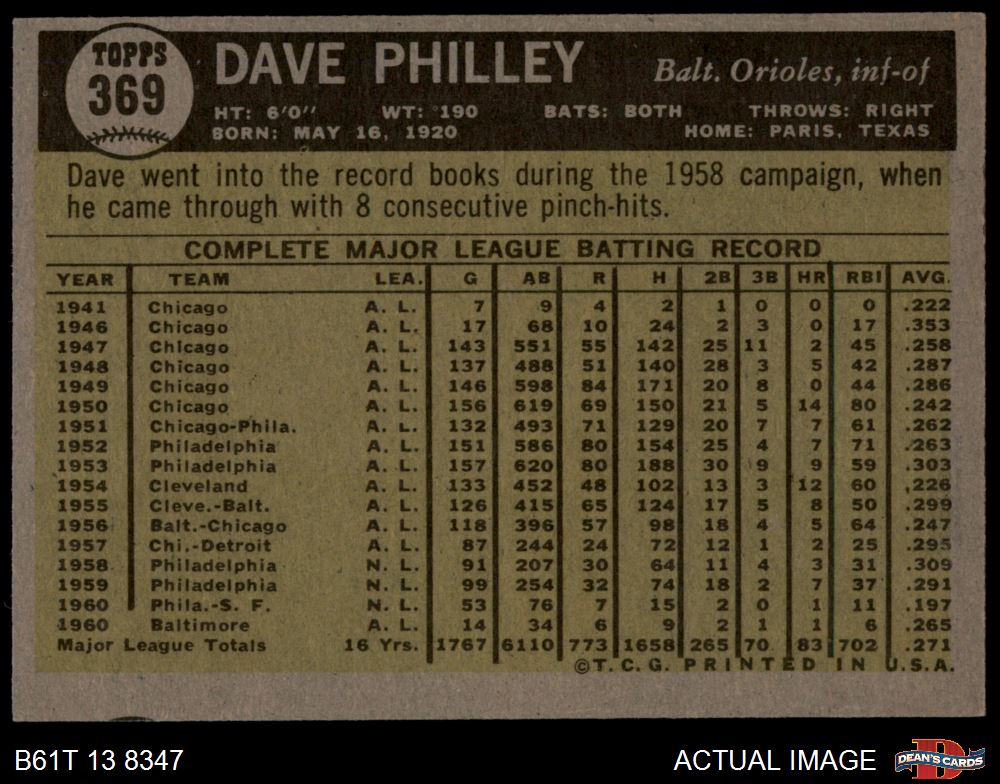 TOPPS
369
DAVE PHILLEY Balt. Orioles, inf-of
HT: 6'0" WT: 190 BATS: BOTH THROWS: RIGHT
BORN: MAY 16, 1920 HOME: PARIS, TEXAS
Dave went into the record books during the 1958 campaign, when
he came through with 8 consecutive pinch-hits.
COMPLETE MAJOR LEAGUE BATTING RECORD
YEAR TEAM LEA. G AB R H 2B 3B HR RBI AVG.
1941 Chicago A. L. 7 9 4 2 1 0 0 0 .222
1946 Chicago A. L. 17 68 10 24 2 3 0 17 .353
1947 Chicago A. L. 143 551 55 142 25 11 2 45 .258
1948 Chicago A. L. 137 488 51 140 28 3 5 42 .287
1949 Chicago A. L. 146 598 84 171 20 8 0 44 .286
1950 Chicago A. L. 156 619 69 150 21 5 14 80 .242
1951 Chicago-Phila. A. L. 132 493 71 129 20 7 7 61 .262
1952 Philadelphia A. L. 151 586 80 154 25 4 7 71 .263
1953 Philadelphia A. L. 157 620 80 188 30 9 9 59 .303
1954 Cleveland A. L. 133 452 48 102 13 3 12 60 .226
1955 Cleve.-Balt. A. L. 126 415 65 124 17 5 8 50 .299
1956 Balt.-Chicago A. L. 118 396 57 98 18 4 5 64 .247
1957 Chi.-Detroit A. L. 87 244 24 72 12 1 2 25 .295
1958 Philadelphia N. L. 91 207 30 64 11 4 3 31 .309
1959 Philadelphia N. L. 99 254 32 74 18 2 7 37 .291
1960 Phila.-S. F. N. L. 53 76 7 15 2 0 1 11 .197
1960 Baltimore A. L. 14 34 6 9 2 1 1 6 .265
Major League Totals 16 Yrs. 1767 6110 773 1658 265 70 83 702 .271
©T. C. G. PRINTED IN U.S.A.
B61T 13 8347 ACTUAL IMAGE DEAN'S CARDS